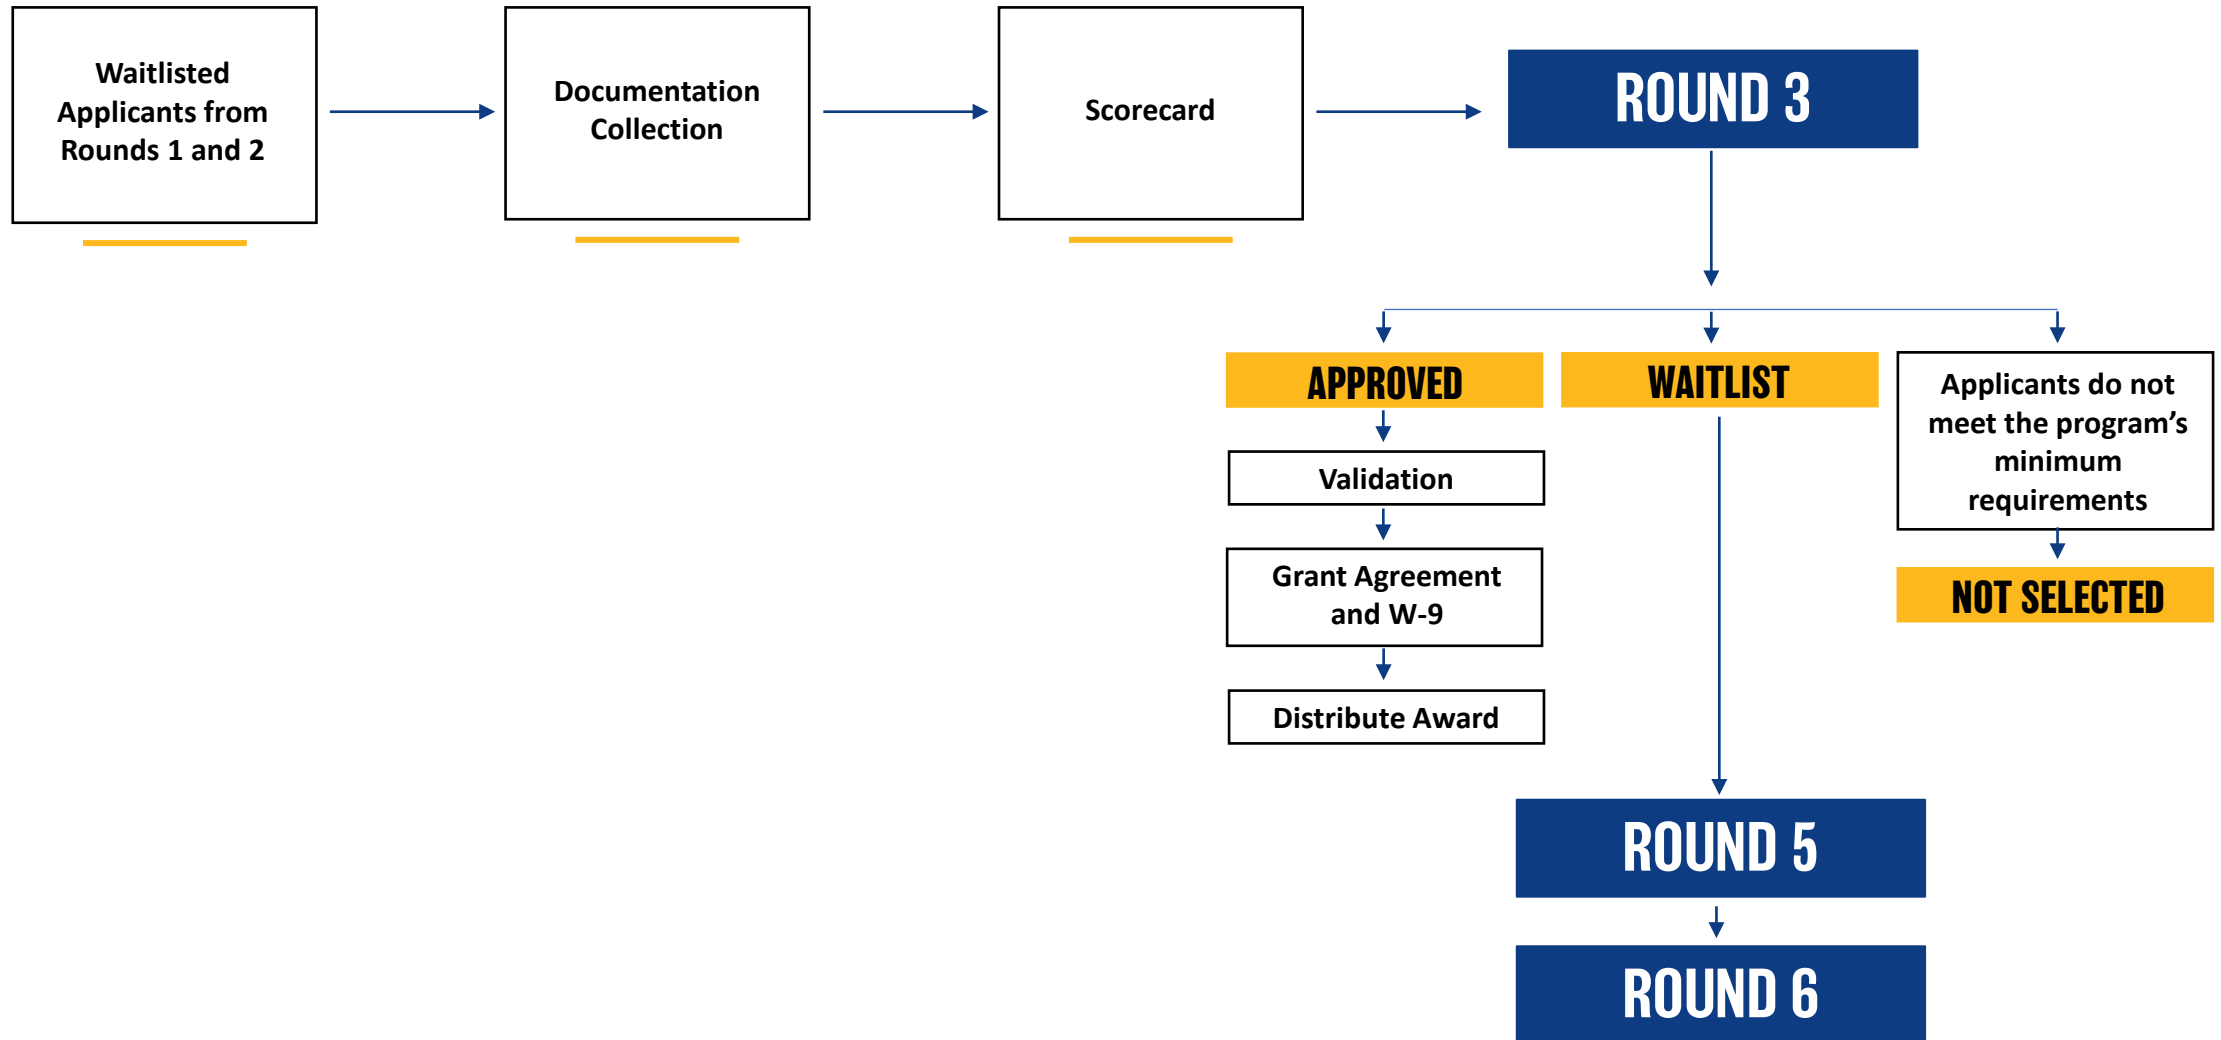 Waitlisted
Applicants from
Rounds 1 and 2
Documentation
Collection
Scorecard
ROUND 3
APPROVED
Validation
Grant Agreement
and W-9
Distribute Award
WAITLIST
ROUND 5
ROUND 6
Applicants do not
meet the program’s
minimum
requirements
NOT SELECTED